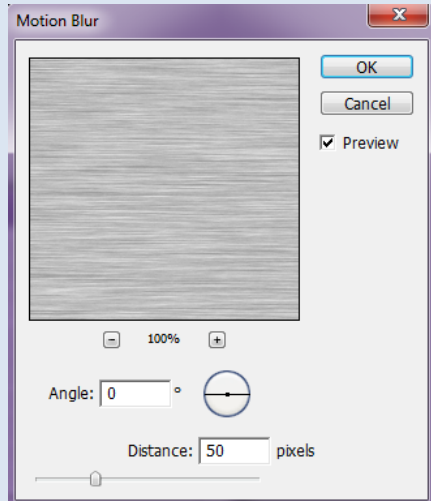 Motion Blur
OK
Cancel
Preview
100%
Angle: 0 °
Distance: 50 pixels